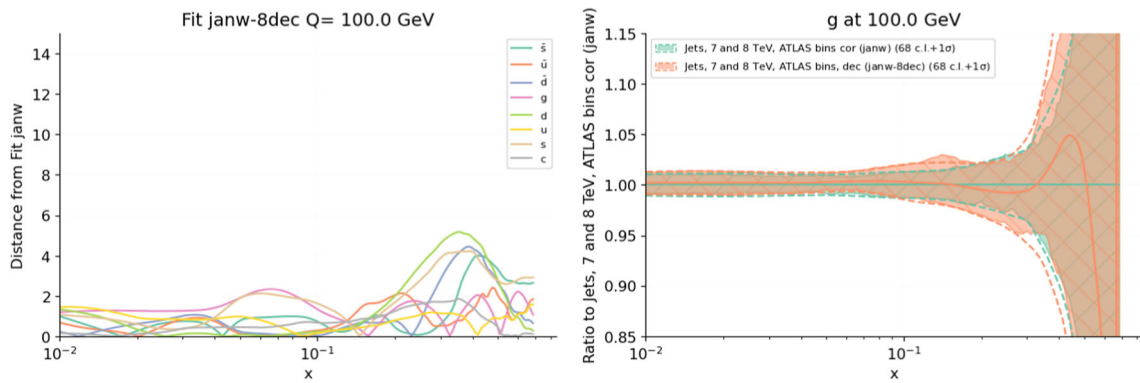 Fit janw-8dec Q= 100.0 GeV
Distance from Fit janw
14
12
10
8
6
4
2
0
s̄
ū
d̄
g
d
u
s
c
10⁻²
10⁻¹
x
g at 100.0 GeV
Ratio to Jets, 7 and 8 TeV, ATLAS bins cor (janw)
1.15
1.10
1.05
1.00
0.95
0.90
0.85
Jets, 7 and 8 TeV, ATLAS bins cor (janw) (68 c.l.+1σ)
Jets, 7 and 8 TeV, ATLAS bins, dec (janw-8dec) (68 c.l.+1σ)
10⁻²
10⁻¹
x